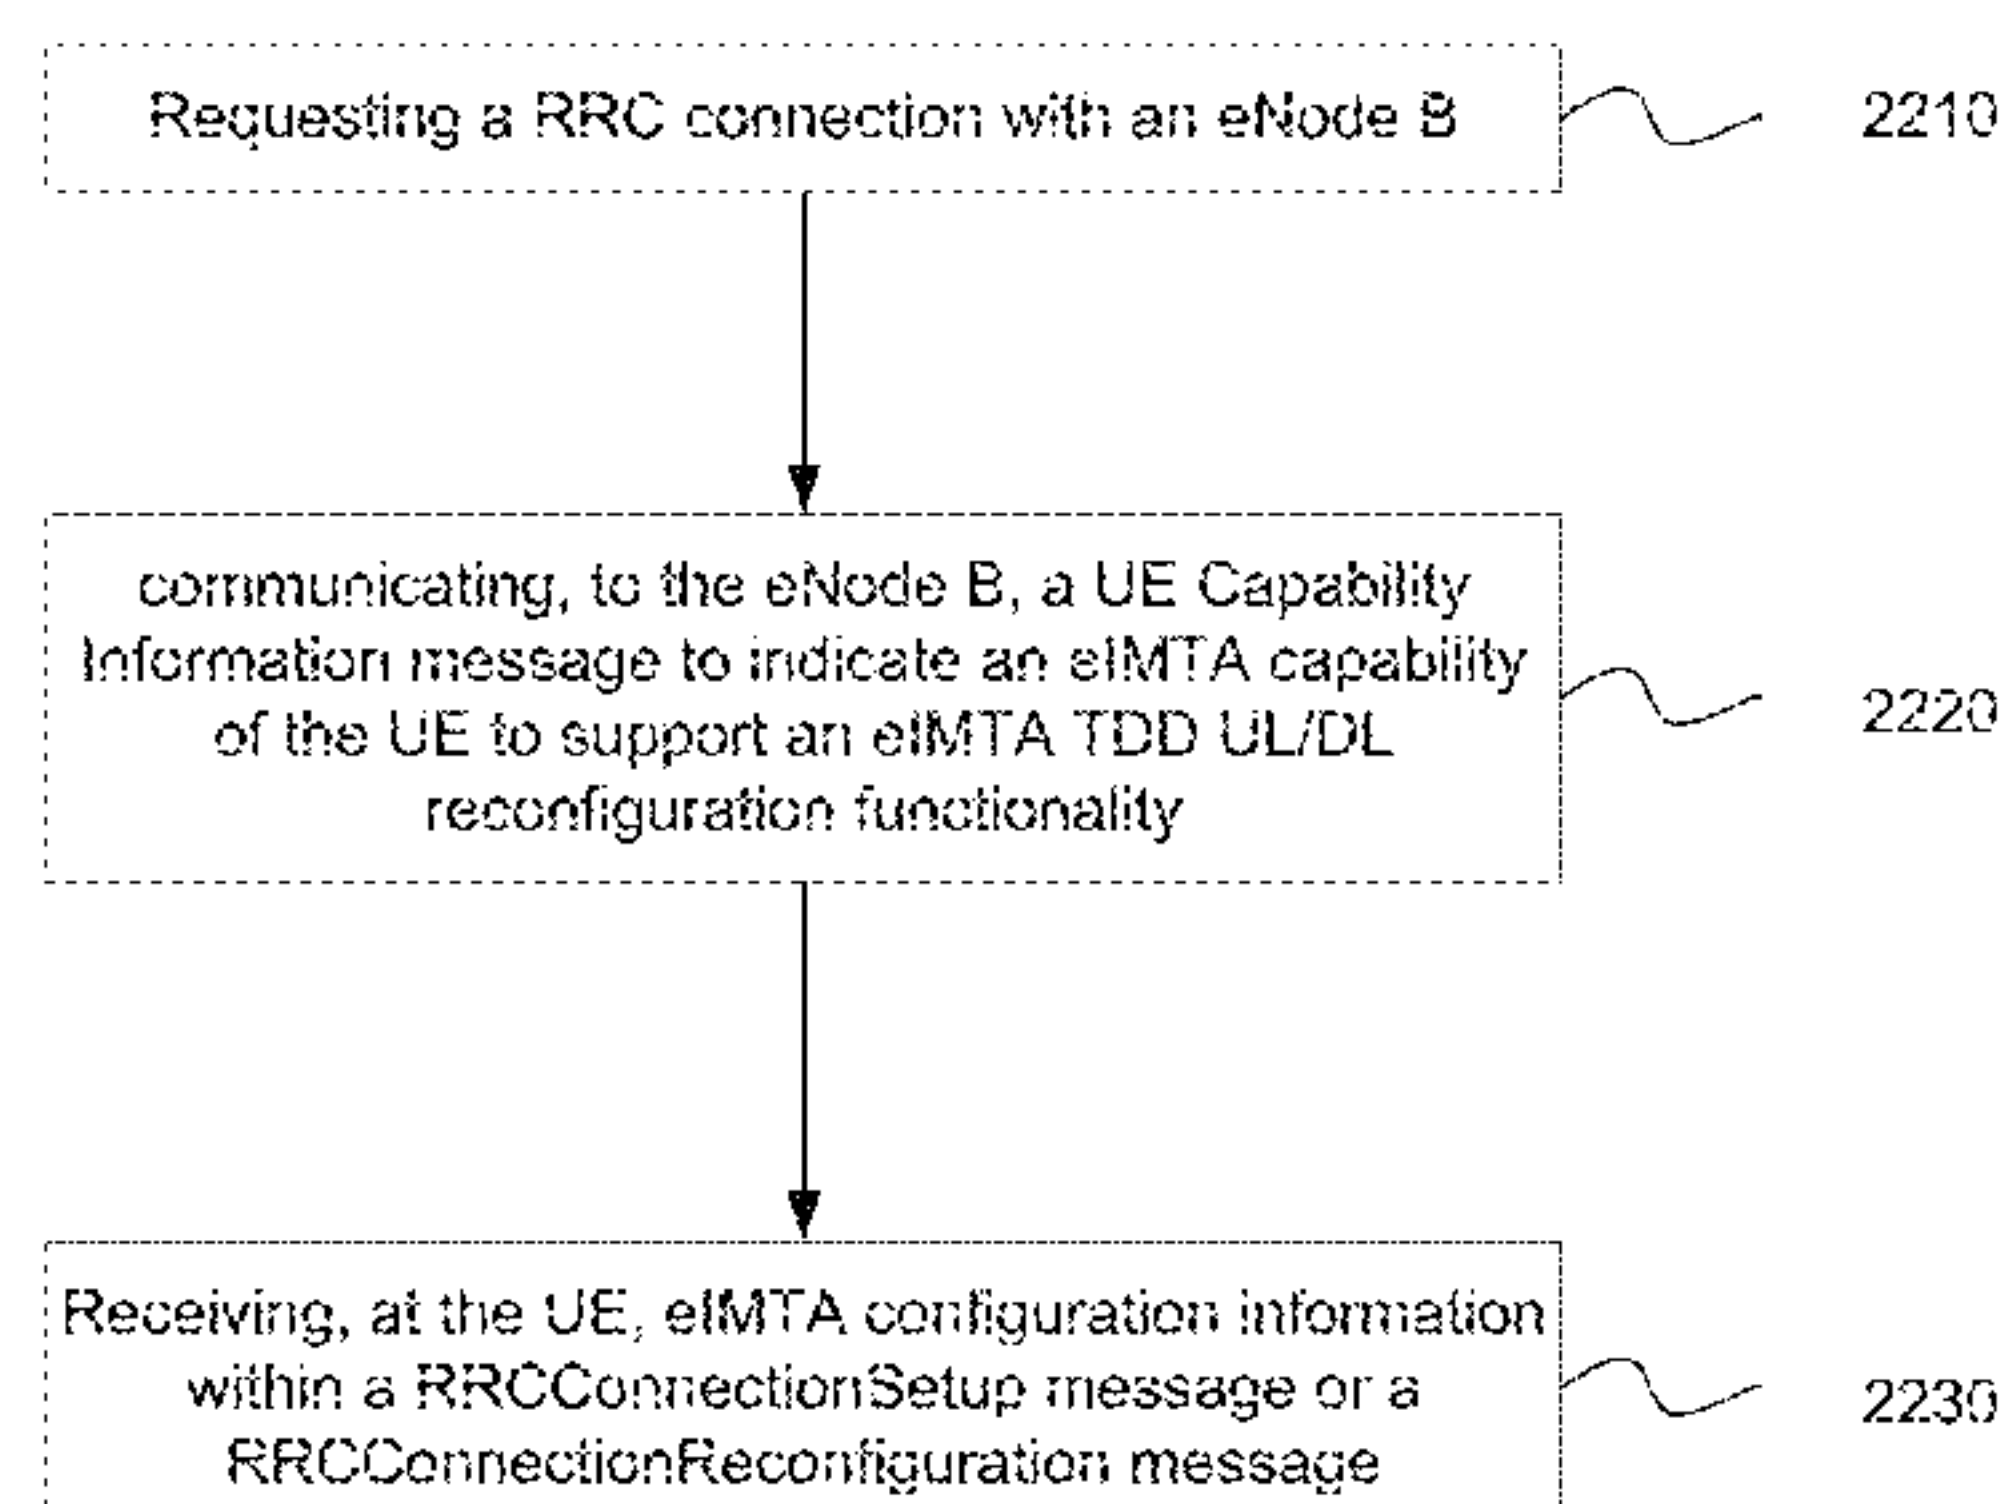 Requesting a RRC connection with an eNode B
2210
communicating, to the eNode B, a UE Capability
Information message to indicate an eIMTA capability
of the UE to support an eIMTA TDD UL/DL
reconfiguration functionality
2220
Receiving, at the UE, eIMTA configuration information
within a RRCConnectionSetup message or a
RRCConnectionReconfiguration message
2230